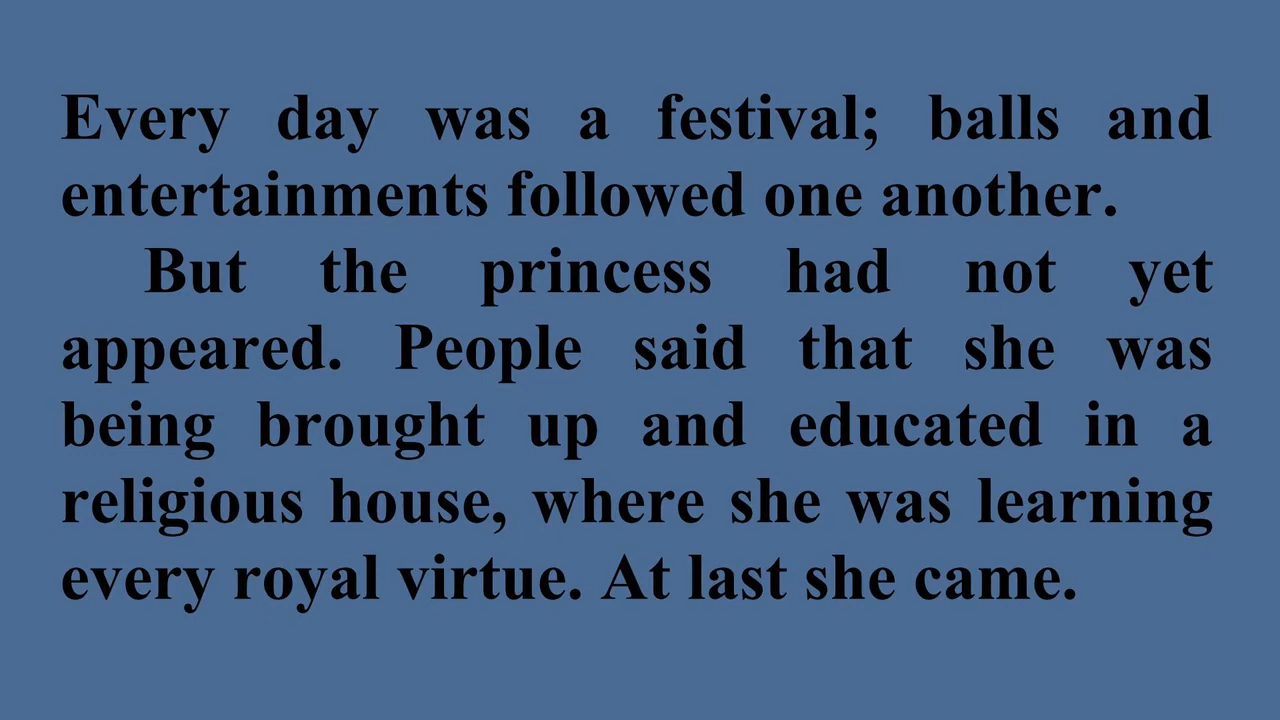 Every day was a festival; balls and
entertainments followed one another.
But the princess had not yet
appeared. People said that she was
being brought up and educated in a
religious house, where she was learning
every royal virtue. At last she came.